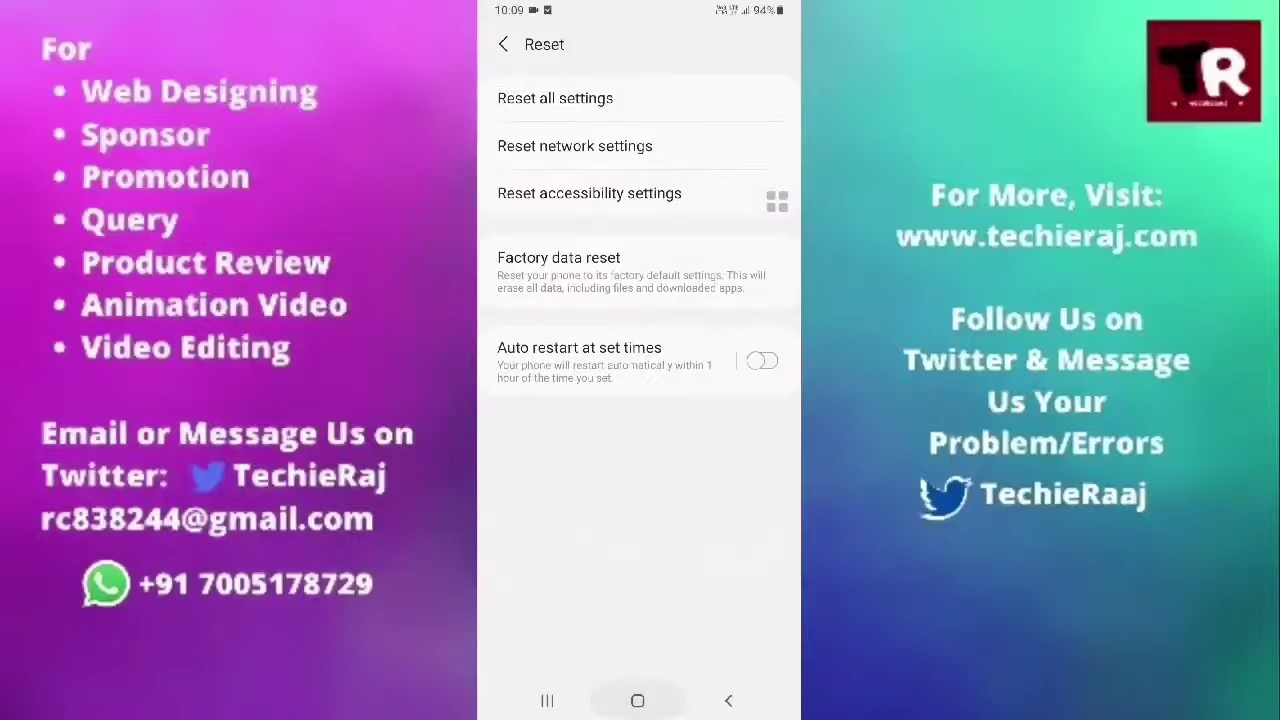 For
• Web Designing
• Sponsor
• Promotion
• Query
• Product Review
• Animation Video
• Video Editing
Email or Message Us on
Twitter: TechieRaj
rc838244@gmail.com
+91 7005178729
10:09
94%
Reset
Reset all settings
Reset network settings
Reset accessibility settings
Factory data reset
Reset your phone to its factory default settings. This will
erase all data, including files and downloaded apps.
Auto restart at set times
Your phone will restart automatically within 1
hour of the time you set.
TR
For More, Visit:
www.techieraj.com
Follow Us on
Twitter & Message
Us Your
Problem/Errors
TechieRaaj